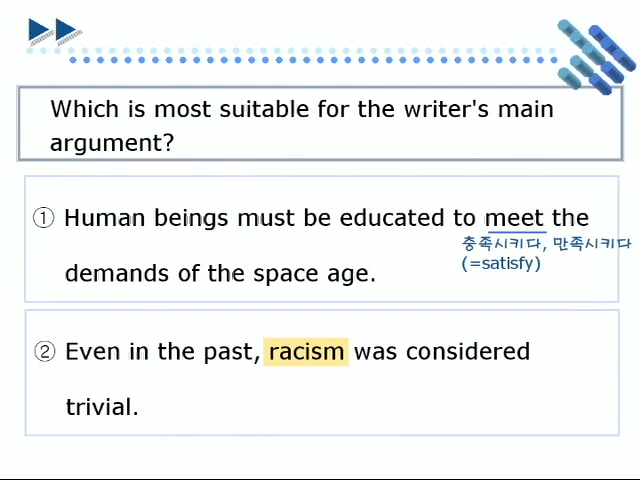 Which is most suitable for the writer's main
argument?
① Human beings must be educated to meet the
충족시키다, 만족시키다
(=satisfy)
demands of the space age.
② Even in the past, racism was considered
trivial.